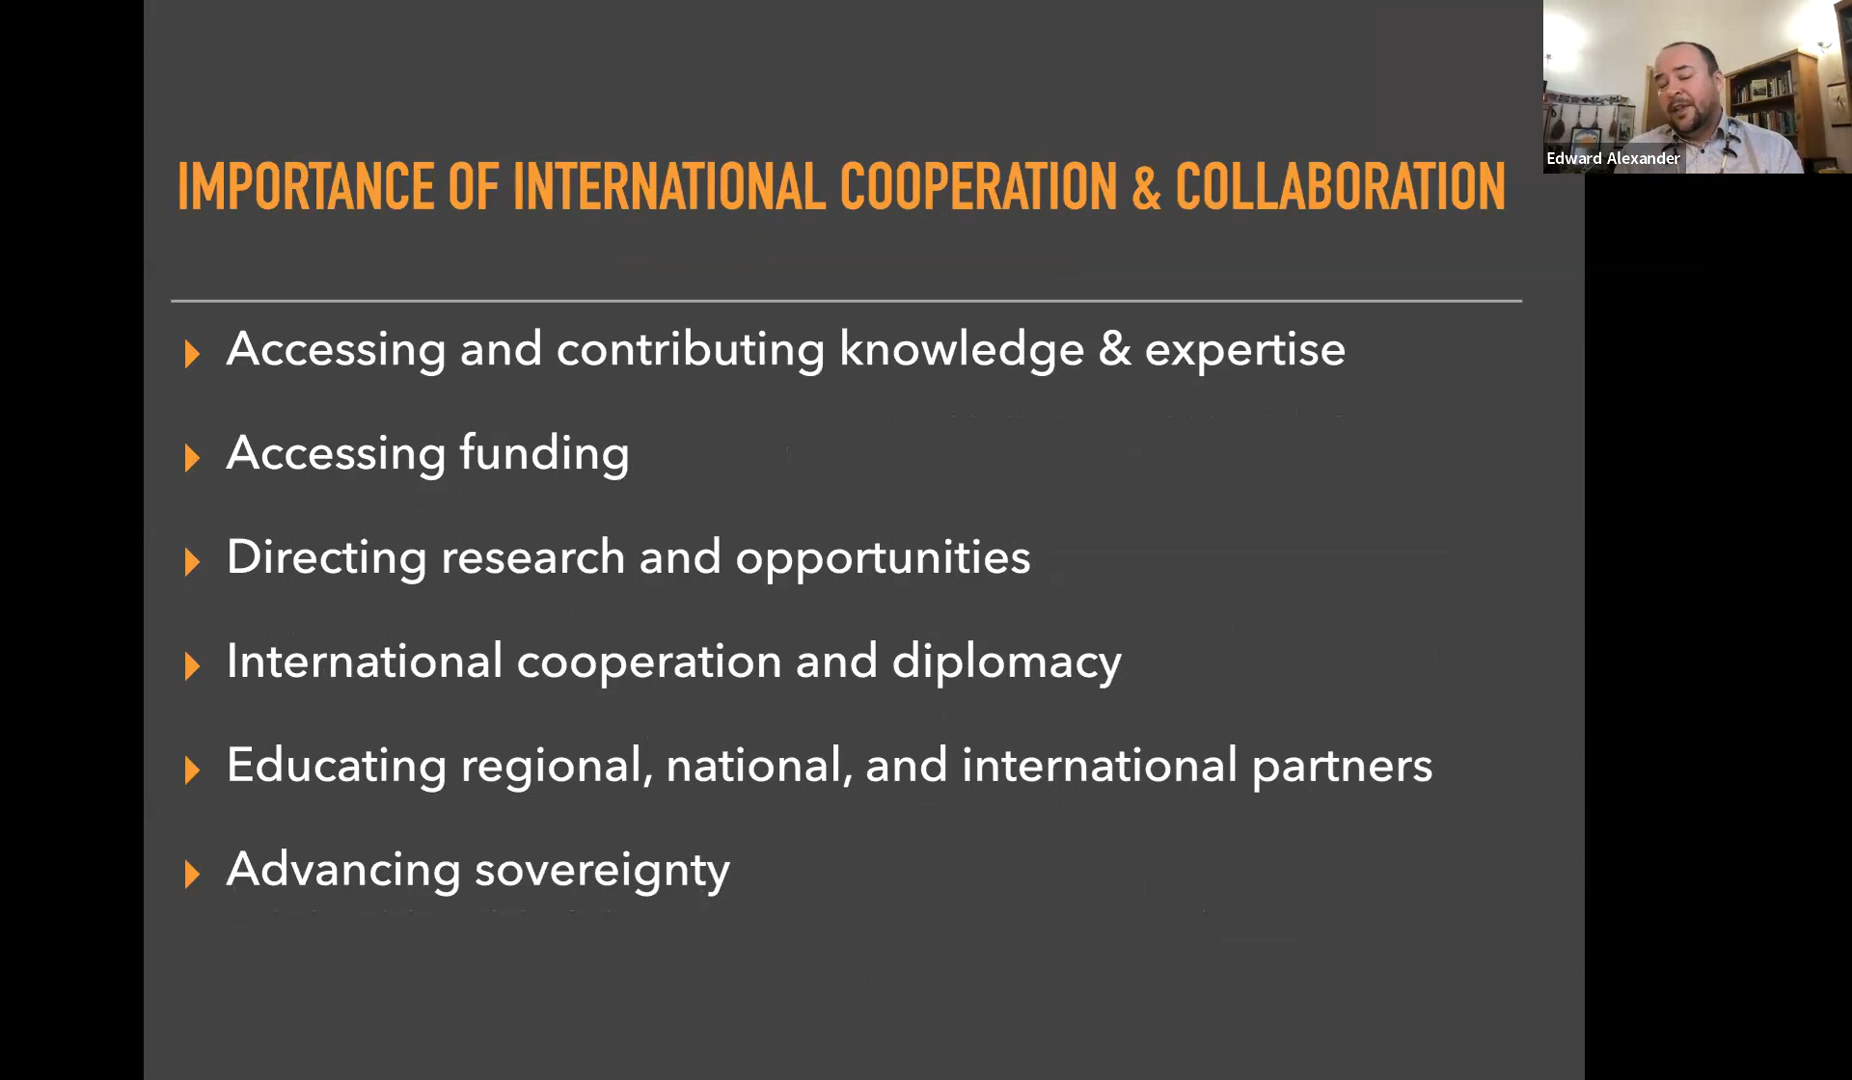 IMPORTANCE OF INTERNATIONAL COOPERATION & COLLABORATION
Edward Alexander
Accessing and contributing knowledge & expertise
Accessing funding
Directing research and opportunities
International cooperation and diplomacy
Educating regional, national, and international partners
Advancing sovereignty